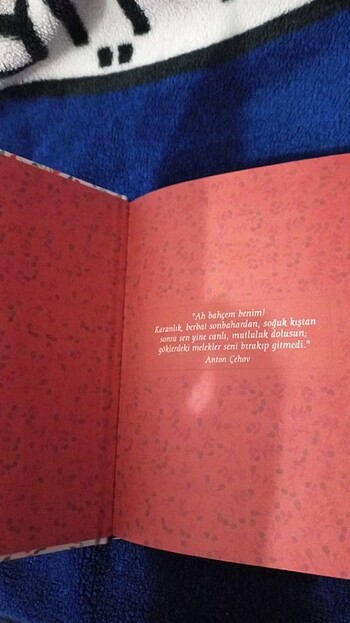 "Ah bahçem benim!
Karanlık, berbat sonbahardan, soğuk kıştan
sonra sen yine canlı, mutluluk dolusun;
göklerdeki melekler seni bırakıp gitmedi."
Anton Çehov